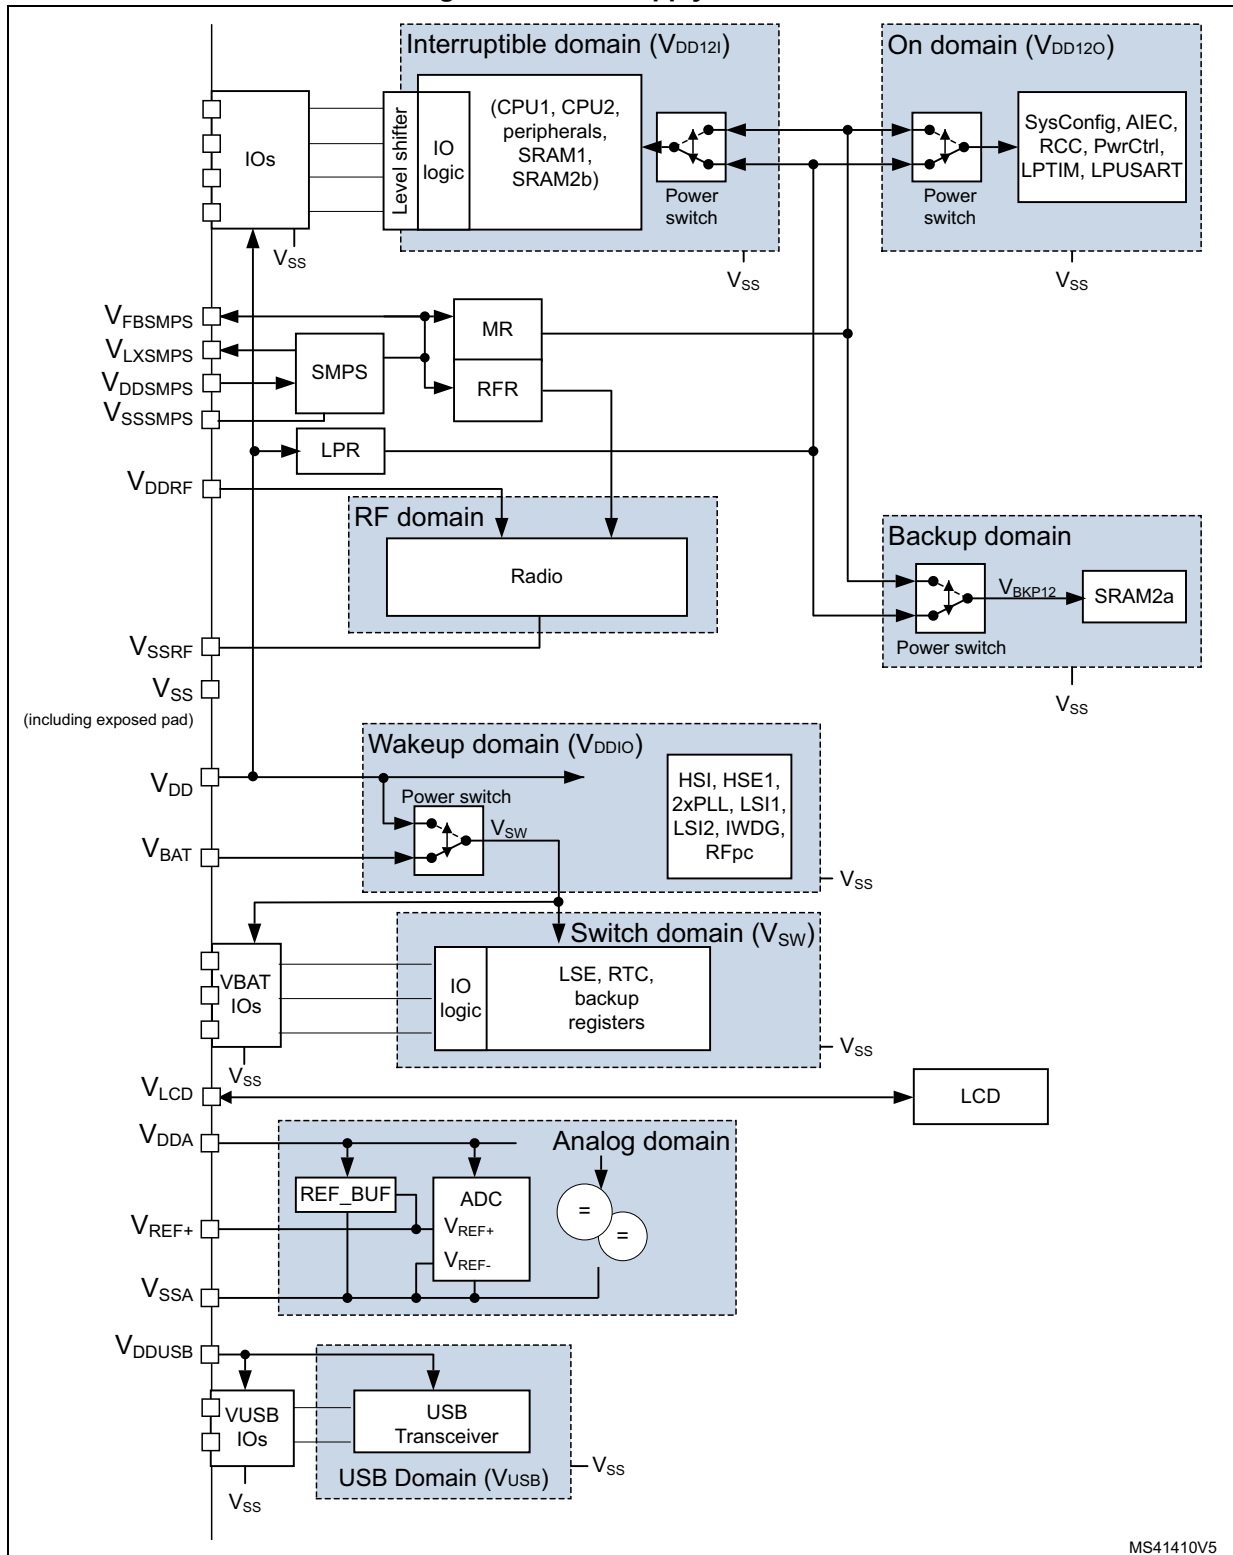 Interruptible domain (VDD12I)
On domain (VDD12O)
IOs
Level shifter
IO
logic
(CPU1, CPU2,
peripherals,
SRAM1,
SRAM2b)
Power
switch
Power
switch
SysConfig, AIEC,
RCC, PwrCtrl,
LPTIM, LPUSART
VSS
VSS
VSS
VFBSMPS
VLXSMPS
VDDSMPS
VSSSMPS
SMPS
MR
RFR
LPR
VDDRF
RF domain
Radio
Backup domain
VBKP12
SRAM2a
Power switch
VSS
VSSRF
VSS
(including exposed pad)
Wakeup domain (VDDIO)
VDD
Power switch
VSW
VBAT
HSI, HSE1,
2xPLL, LSI1,
LSI2, IWDG,
RFpc
VSS
Switch domain (VSW)
VBAT
IOs
IO
logic
LSE, RTC,
backup
registers
VSS
VSS
VLCD
LCD
VDDA
Analog domain
REF_BUF
ADC
VREF+
VREF+
VREF-
=
=
VSSA
VDDUSB
VUSB
IOs
USB
Transceiver
USB Domain (VUSB)
VSS
VSS
MS41410V5